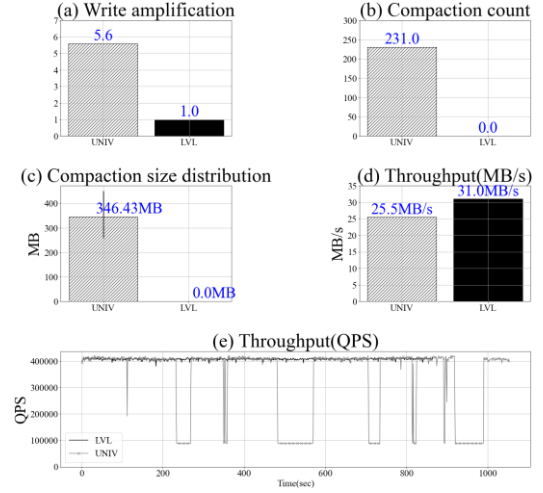 (a) Write amplification
7
6
5
4
3
2
1
0
5.6
1.0
UNIV
LVL
(b) Compaction count
300
250
200
150
100
50
0
231.0
0.0
UNIV
LVL
(c) Compaction size distribution
MB
400
300
200
100
0
346.43MB
0.0MB
UNIV
LVL
(d) Throughput(MB/s)
MB/s
35
30
25
20
15
10
5
0
25.5MB/s
31.0MB/s
UNIV
LVL
(e) Throughput(QPS)
QPS
400000
300000
200000
100000
0
LVL
UNIV
0
200
400
600
800
1000
Time(sec)